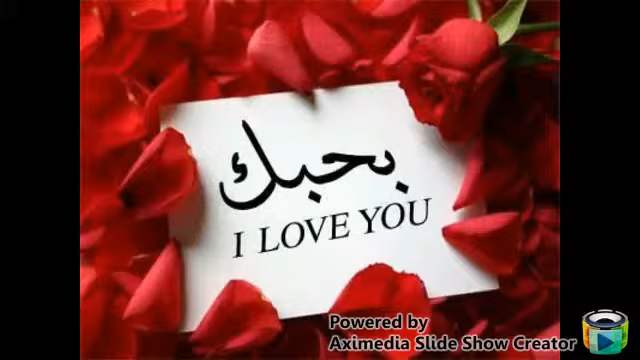 بحبك
I LOVE YOU
Powered by
Aximedia Slide Show Creator